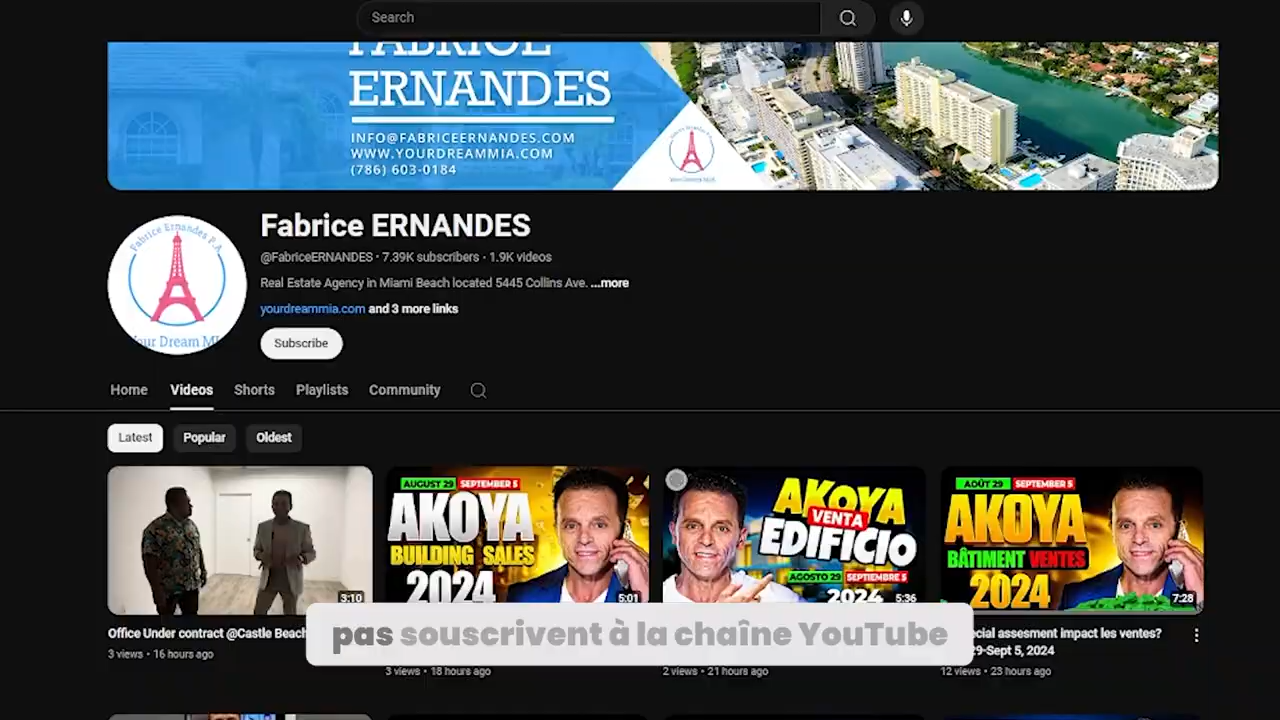 Search
FABRICE
ERNANDES
INFO@FABRICEERNANDES.COM
WWW.YOURDREAMMIA.COM
(786) 603-0184
Fabrice Ernandes P.A.
Your Dream MIA
Fabrice ERNANDES
@FabriceERNANDES · 7.39K subscribers · 1.9K videos
Real Estate Agency in Miami Beach located 5445 Collins Ave. ...more
yourdreammia.com and 3 more links
Subscribe
Home Videos Shorts Playlists Community
Latest Popular Oldest
3:10
AUGUST 29 SEPTEMBER 5
AKOYA
BUILDING SALES
2024
5:01
AKOYA
VENTA
EDIFICIO
AGOSTO 29 SEPTIEMBRE 5
2024
5:36
AOÛT 29 SEPTEMBRE 5
AKOYA
BÂTIMENT VENTES
2024
7:28
Office Under contract @Castle Beach
3 views · 16 hours ago
3 views · 18 hours ago
2 views · 21 hours ago
assesment impact les ventes?
29-Sept 5, 2024
12 views · 23 hours ago
pas souscrivent à la chaîne YouTube